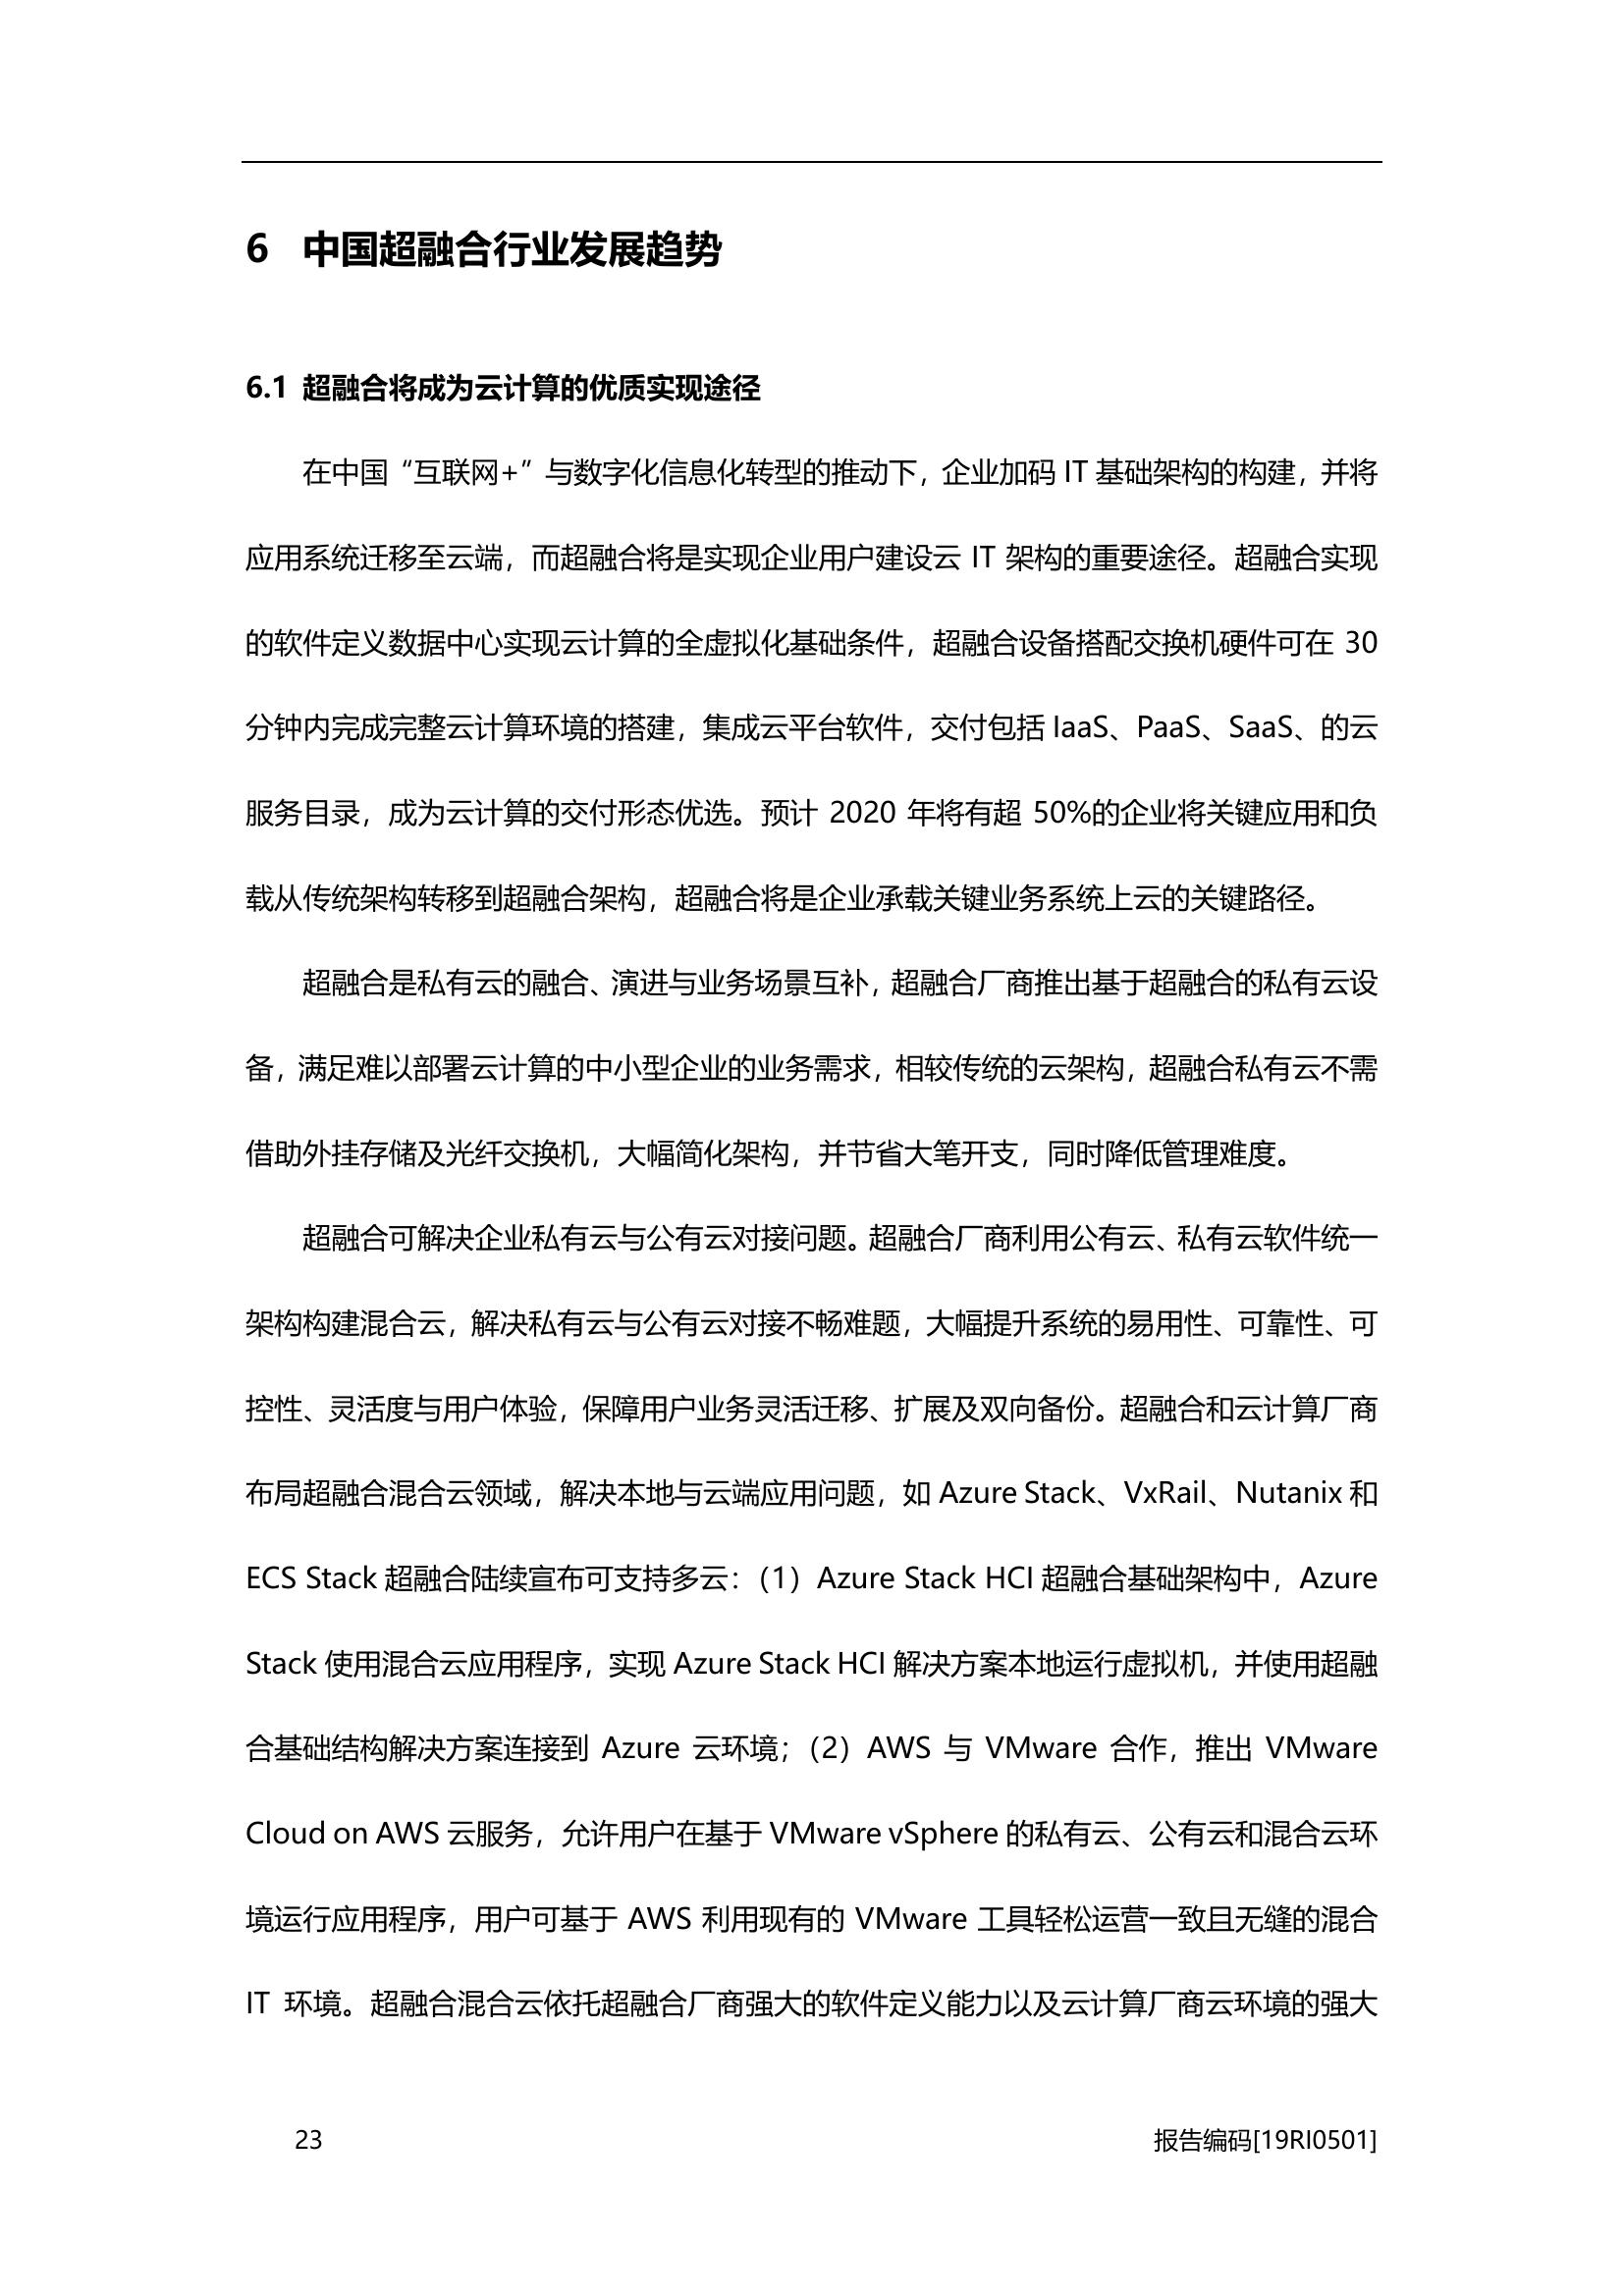 6 中国超融合行业发展趋势
6.1 超融合将成为云计算的优质实现途径
在中国“互联网+”与数字化信息化转型的推动下，企业加码 IT 基础架构的构建，并将
应用系统迁移至云端，而超融合将是实现企业用户建设云 IT 架构的重要途径。超融合实现
的软件定义数据中心实现云计算的全虚拟化基础条件，超融合设备搭配交换机硬件可在 30
分钟内完成完整云计算环境的搭建，集成云平台软件，交付包括 IaaS、PaaS、SaaS、的云
服务目录，成为云计算的交付形态优选。预计 2020 年将有超 50%的企业将关键应用和负
载从传统架构转移到超融合架构，超融合将是企业承载关键业务系统上云的关键路径。
超融合是私有云的融合、演进与业务场景互补，超融合厂商推出基于超融合的私有云设
备，满足难以部署云计算的中小型企业的业务需求，相较传统的云架构，超融合私有云不需
借助外挂存储及光纤交换机，大幅简化架构，并节省大笔开支，同时降低管理难度。
超融合可解决企业私有云与公有云对接问题。超融合厂商利用公有云、私有云软件统一
架构构建混合云，解决私有云与公有云对接不畅难题，大幅提升系统的易用性、可靠性、可
控性、灵活度与用户体验，保障用户业务灵活迁移、扩展及双向备份。超融合和云计算厂商
布局超融合混合云领域，解决本地与云端应用问题，如 Azure Stack、VxRail、Nutanix 和
ECS Stack 超融合陆续宣布可支持多云：（1）Azure Stack HCI 超融合基础架构中，Azure
Stack 使用混合云应用程序，实现 Azure Stack HCI 解决方案本地运行虚拟机，并使用超融
合基础结构解决方案连接到 Azure 云环境；（2）AWS 与 VMware 合作，推出 VMware
Cloud on AWS 云服务，允许用户在基于 VMware vSphere 的私有云、公有云和混合云环
境运行应用程序，用户可基于 AWS 利用现有的 VMware 工具轻松运营一致且无缝的混合
IT 环境。超融合混合云依托超融合厂商强大的软件定义能力以及云计算厂商云环境的强大
23 报告编码[19RI0501]